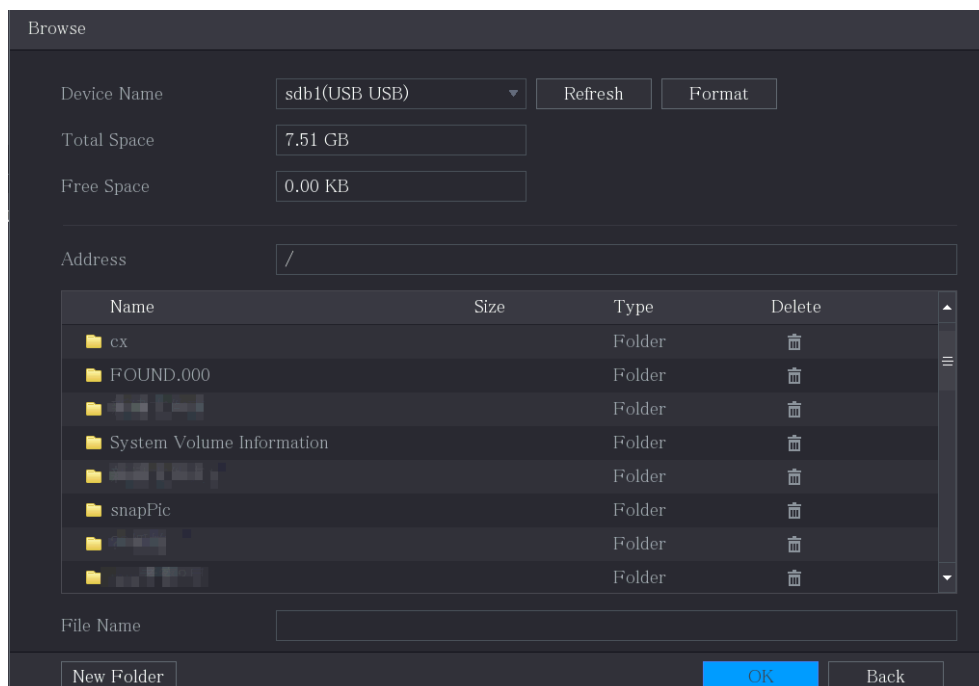 Browse
Device Name sdb1(USB USB) Refresh Format
Total Space 7.51 GB
Free Space 0.00 KB
Address /
Name Size Type Delete
cx Folder
FOUND.000 Folder
Folder
System Volume Information Folder
Folder
snapPic Folder
Folder
Folder
File Name
New Folder OK Back